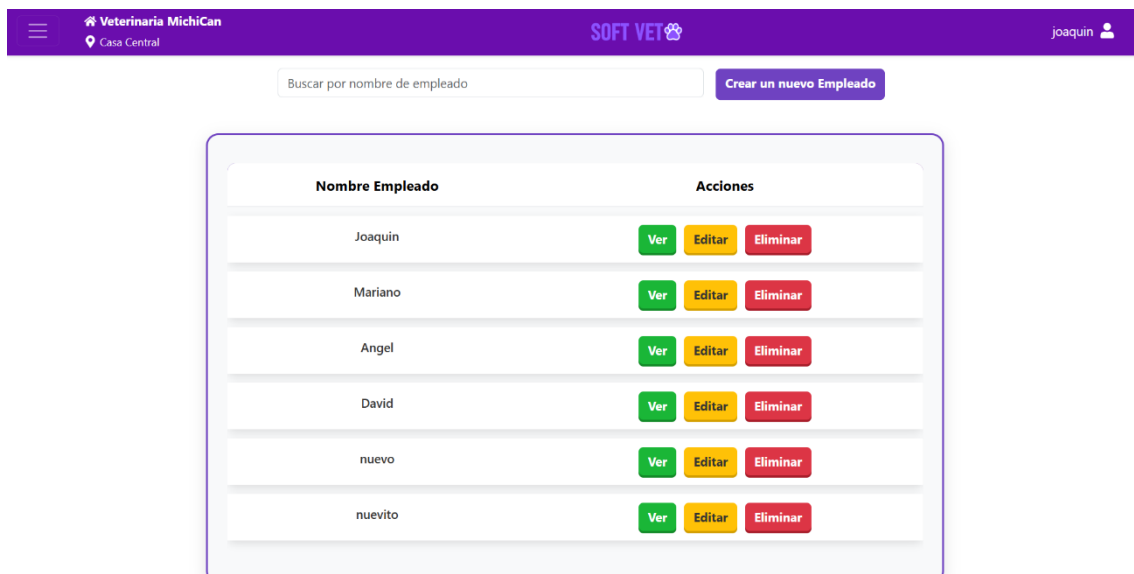 Veterinaria MichiCan
Casa Central
SOFT VET
joaquin
Buscar por nombre de empleado
Crear un nuevo Empleado
Nombre Empleado Acciones
Joaquin Ver Editar Eliminar
Mariano Ver Editar Eliminar
Angel Ver Editar Eliminar
David Ver Editar Eliminar
nuevo Ver Editar Eliminar
nuevito Ver Editar Eliminar